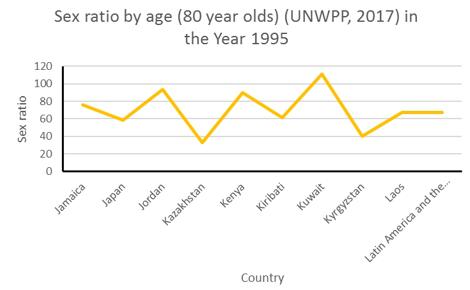 Sex ratio by age (80 year olds) (UNWPP, 2017) in
the Year 1995
120
100
80
60
40
20
0
Sex ratio
Jamaica
Japan
Jordan
Kazakhstan
Kenya
Kiribati
Kuwait
Kyrgyzstan
Laos
Latin America and the...
Country